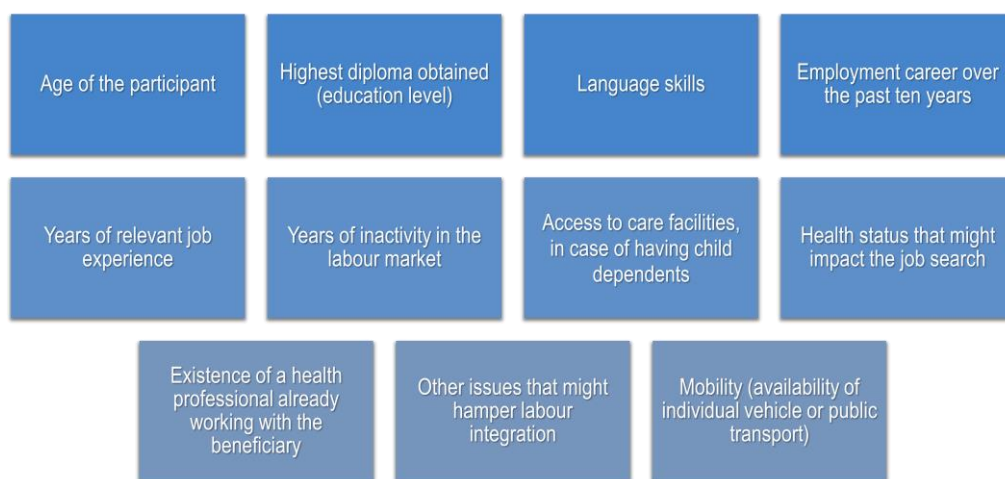 Age of the participant
Highest diploma obtained
(education level)
Language skills
Employment career over
the past ten years
Years of relevant job
experience
Years of inactivity in the
labour market
Access to care facilities,
in case of having child
dependents
Health status that might
impact the job search
Existence of a health
professional already
working with the
beneficiary
Other issues that might
hamper labour
integration
Mobility (availability of
individual vehicle or public
transport)